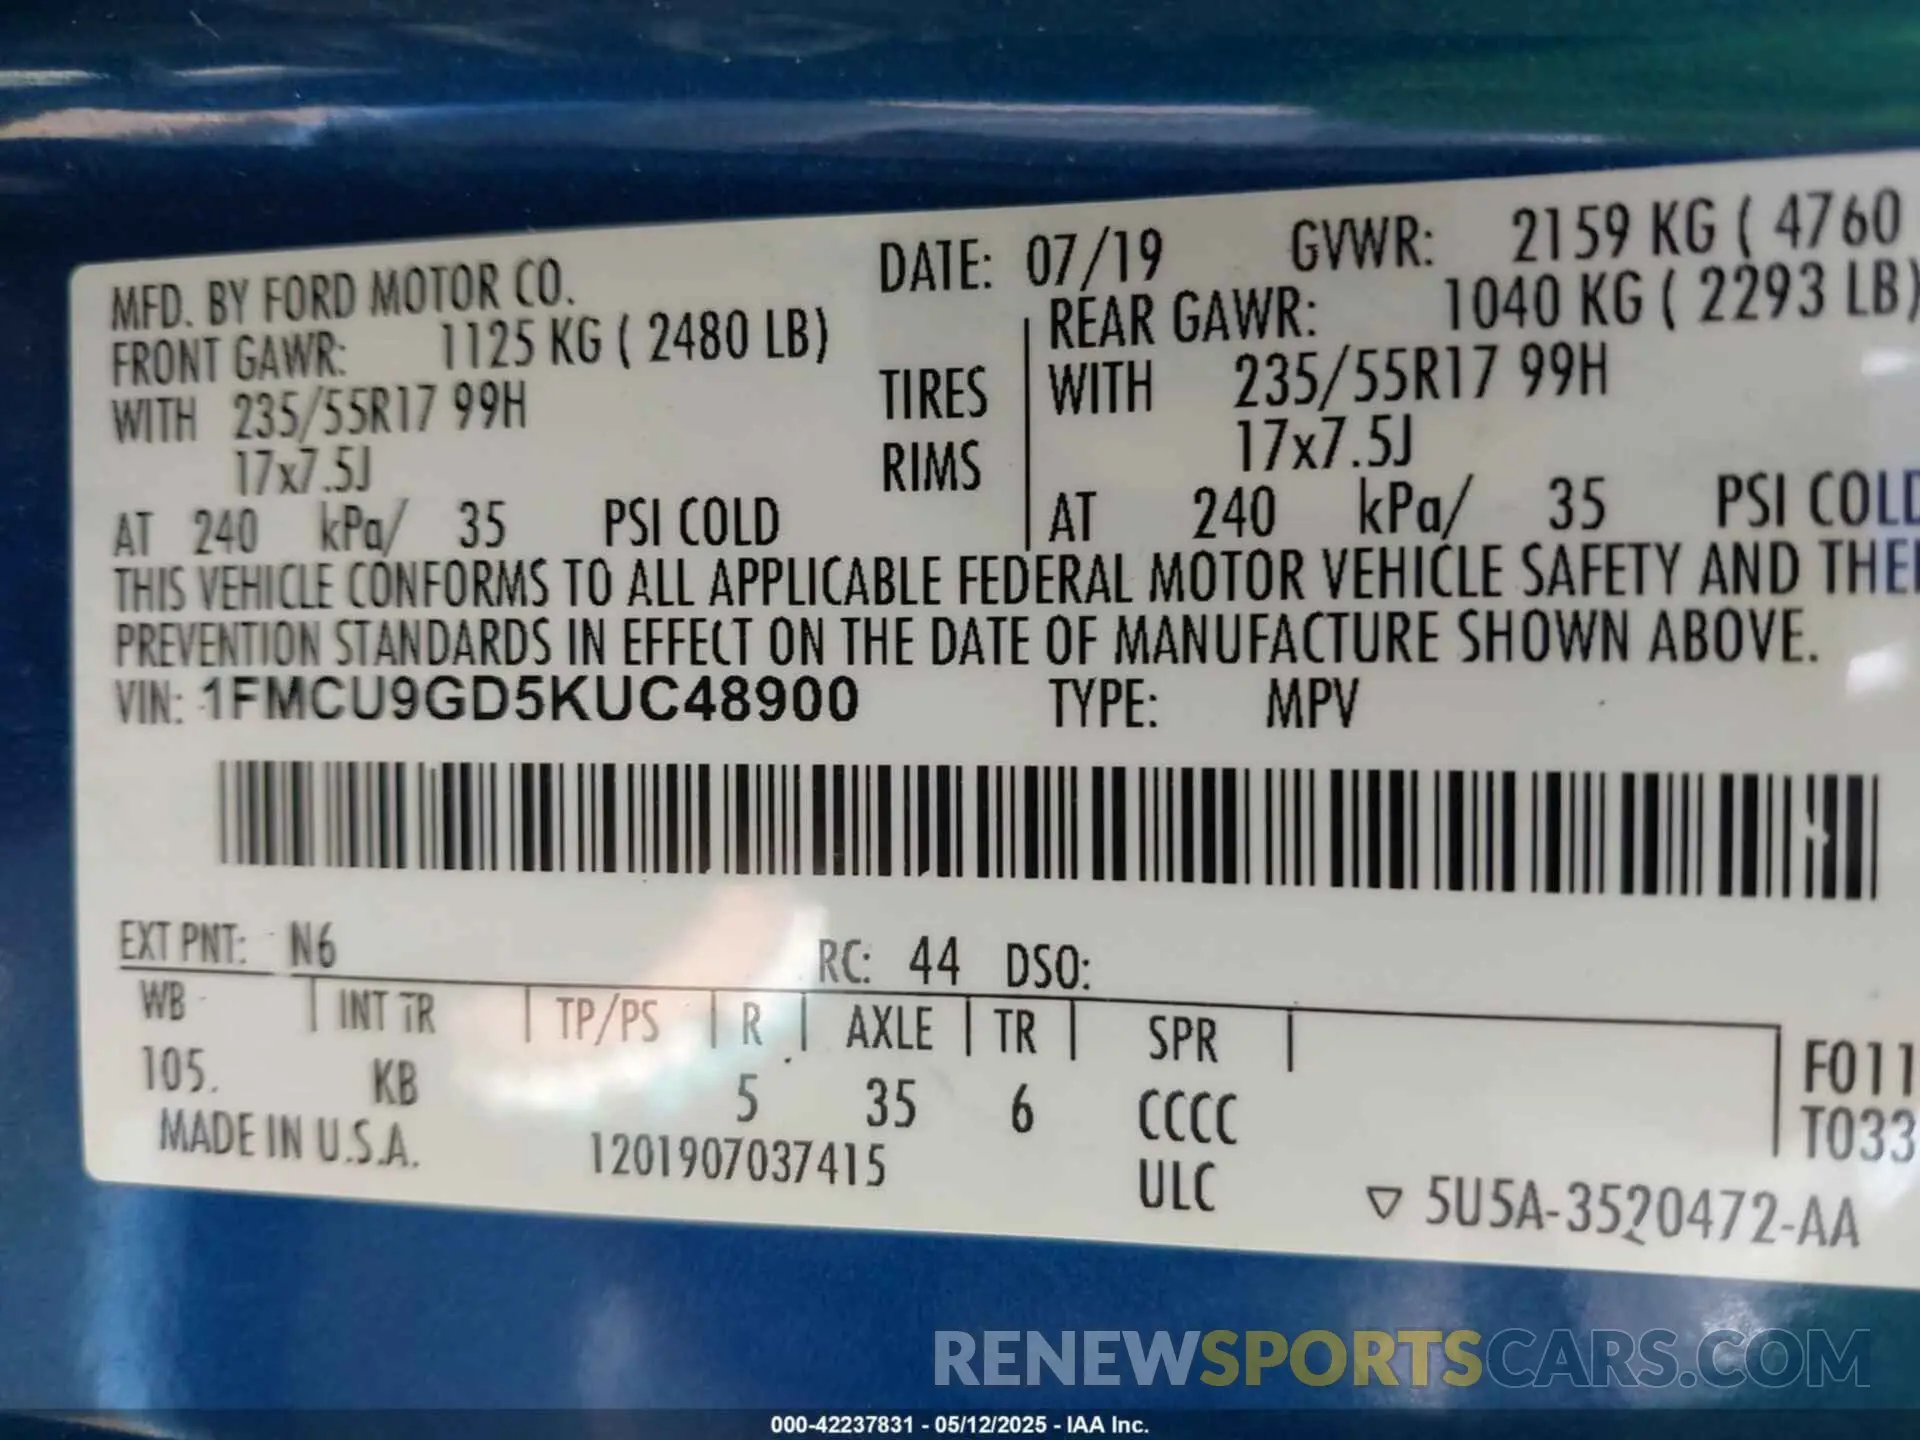 MFD. BY FORD MOTOR CO. DATE: 07/19 GVWR: 2159 KG ( 4760
FRONT GAWR: 1125 KG ( 2480 LB) REAR GAWR: 1040 KG ( 2293 LB)
WITH 235/55R17 99H TIRES WITH 235/55R17 99H
17x7.5J RIMS 17x7.5J
AT 240 kPa/ 35 PSI COLD AT 240 kPa/ 35 PSI COLD
THIS VEHICLE CONFORMS TO ALL APPLICABLE FEDERAL MOTOR VEHICLE SAFETY AND THE
PREVENTION STANDARDS IN EFFECT ON THE DATE OF MANUFACTURE SHOWN ABOVE.
VIN: 1FMCU9GD5KUC48900 TYPE: MPV
EXT PNT: N6 RC: 44 DSO:
WB INT TR TP/PS R AXLE TR SPR
105. KB 5 35 6 CCCC F011
MADE IN U.S.A. 1201907037415 ULC T033
5U5A-3520472-AA
RENEWSPORTSCARS.COM
000-42237831 - 05/12/2025 - IAA Inc.